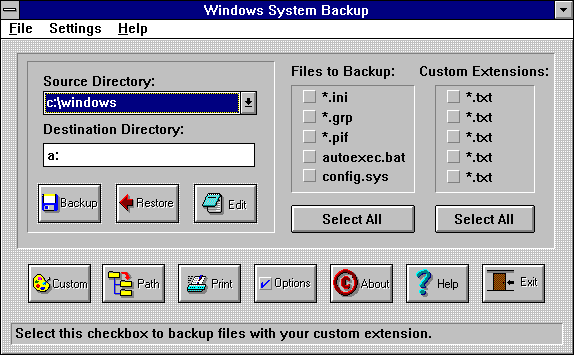 Windows System Backup
File Settings Help
Source Directory:
c:\windows
Destination Directory:
a:
Backup Restore Edit
Files to Backup:
*.ini
*.grp
*.pif
autoexec.bat
config.sys
Select All
Custom Extensions:
*.txt
*.txt
*.txt
*.txt
*.txt
Select All
Custom Path Print Options About Help Exit
Select this checkbox to backup files with your custom extension.